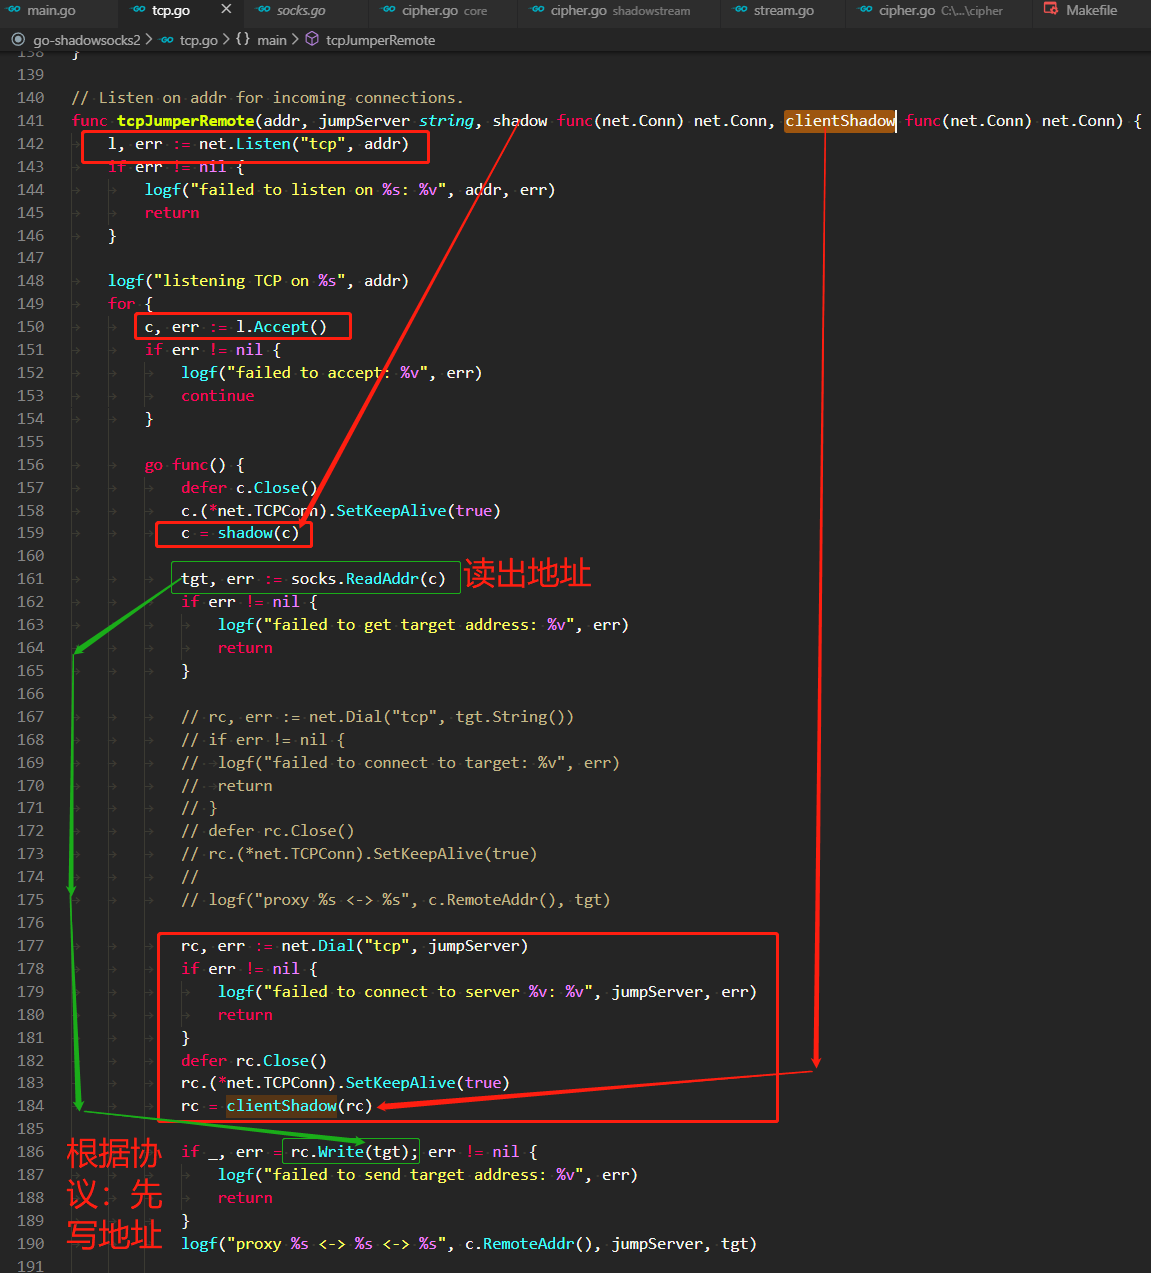 main.go
tcp.go
socks.go
cipher.go core
cipher.go shadowstream
stream.go
cipher.go C:\...\cipher
Makefile
go-shadowsocks2 > tcp.go > {} main > tcpJumperRemote
138 }
139
140 // Listen on addr for incoming connections.
141 func tcpJumperRemote(addr, jumpServer string, shadow func(net.Conn) net.Conn, clientShadow func(net.Conn) net.Conn) {
142 l, err := net.Listen("tcp", addr)
143 if err != nil {
144 logf("failed to listen on %s: %v", addr, err)
145 return
146 }
147
148 logf("listening TCP on %s", addr)
149 for {
150 c, err := l.Accept()
151 if err != nil {
152 logf("failed to accept: %v", err)
153 continue
154 }
155
156 go func() {
157 defer c.Close()
158 c.(*net.TCPConn).SetKeepAlive(true)
159 c = shadow(c)
160
161 tgt, err := socks.ReadAddr(c) 读出地址
162 if err != nil {
163 logf("failed to get target address: %v", err)
164 return
165 }
166
167 // rc, err := net.Dial("tcp", tgt.String())
168 // if err != nil {
169 // logf("failed to connect to target: %v", err)
170 // return
171 // }
172 // defer rc.Close()
173 // rc.(*net.TCPConn).SetKeepAlive(true)
174 //
175 // logf("proxy %s <-> %s", c.RemoteAddr(), tgt)
176
177 rc, err := net.Dial("tcp", jumpServer)
178 if err != nil {
179 logf("failed to connect to server %v: %v", jumpServer, err)
180 return
181 }
182 defer rc.Close()
183 rc.(*net.TCPConn).SetKeepAlive(true)
184 rc = clientShadow(rc)
185
186 if _, err = rc.Write(tgt); err != nil {
187 logf("failed to send target address: %v", err)
188 return
189 }
190 logf("proxy %s <-> %s <-> %s", c.RemoteAddr(), jumpServer, tgt)
191
根据协
议：先
写地址